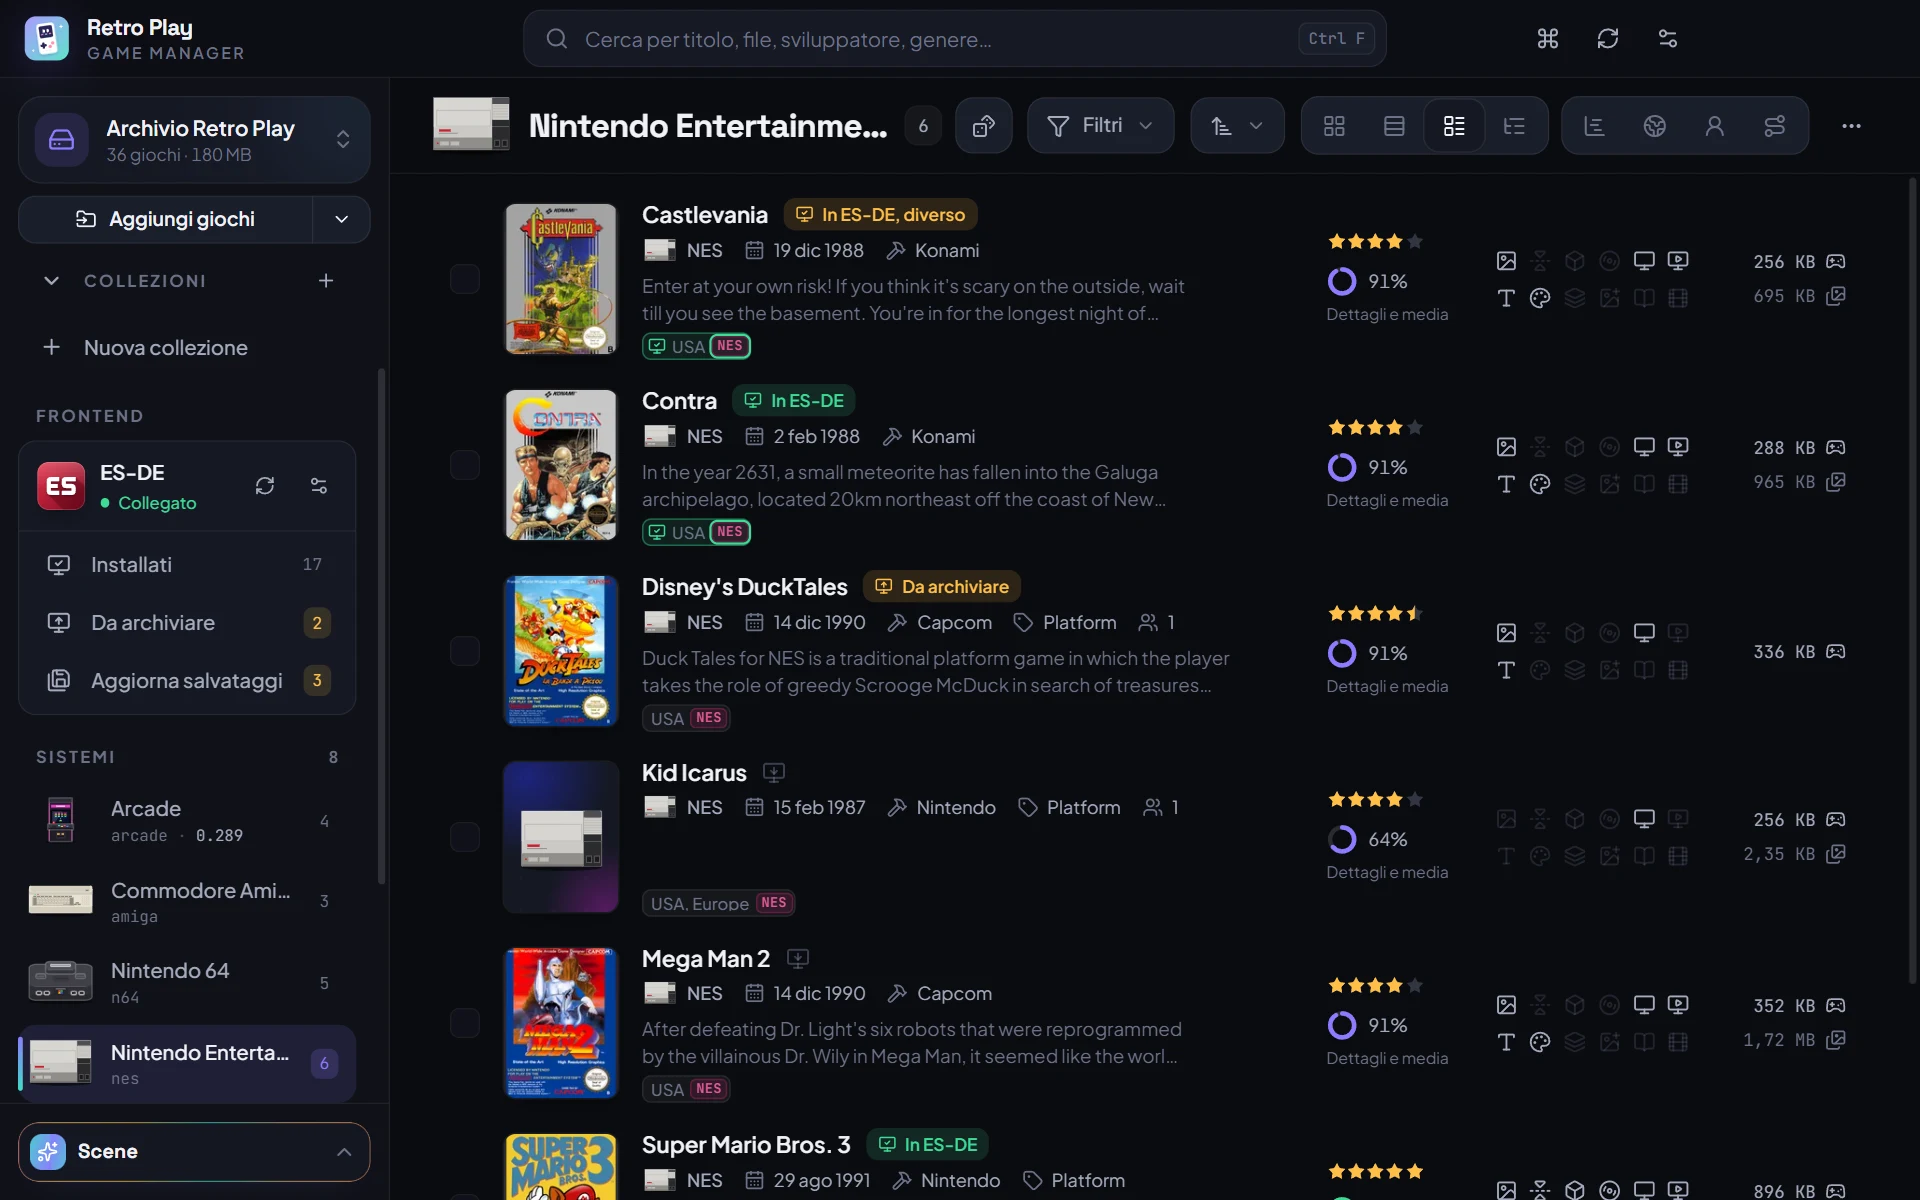 Retro Play
GAME MANAGER
Cerca per titolo, file, sviluppatore, genere...
Ctrl F
Archivio Retro Play
36 giochi · 180 MB
Aggiungi giochi
COLLEZIONI
Nuova collezione
FRONTEND
ES
ES-DE
Collegato
Installati 17
Da archiviare 2
Aggiorna salvataggi 3
SISTEMI 8
Arcade
arcade · 0.289
4
Commodore Ami...
amiga
3
Nintendo 64
n64
5
Nintendo Enterta...
nes
6
Scene
Nintendo Entertainme...
6
Filtri
Castlevania
In ES-DE, diverso
NES 19 dic 1988 Konami
Enter at your own risk! If you think it's scary on the outside, wait
till you see the basement. You're in for the longest night of...
USA NES
91%
Dettagli e media
256 KB
695 KB
Contra
In ES-DE
NES 2 feb 1988 Konami
In the year 2631, a small meteorite has fallen into the Galuga
archipelago, located 20km northeast off the coast of New...
USA NES
91%
Dettagli e media
288 KB
965 KB
Disney's DuckTales
Da archiviare
NES 14 dic 1990 Capcom Platform 1
Duck Tales for NES is a traditional platform game in which the player
takes the role of greedy Scrooge McDuck in search of treasures...
USA NES
91%
Dettagli e media
336 KB
Kid Icarus
NES 15 feb 1987 Nintendo Platform 1
USA, Europe NES
64%
Dettagli e media
256 KB
2,35 KB
Mega Man 2
NES 14 dic 1990 Capcom
After defeating Dr. Light's six robots that were reprogrammed
by the villainous Dr. Wily in Mega Man, it seemed like the worl...
USA NES
91%
Dettagli e media
352 KB
1,72 MB
SUPER
MARIO 3
BROS.
Super Mario Bros. 3
In ES-DE
NES 29 ago 1991 Nintendo Platform
896 KB